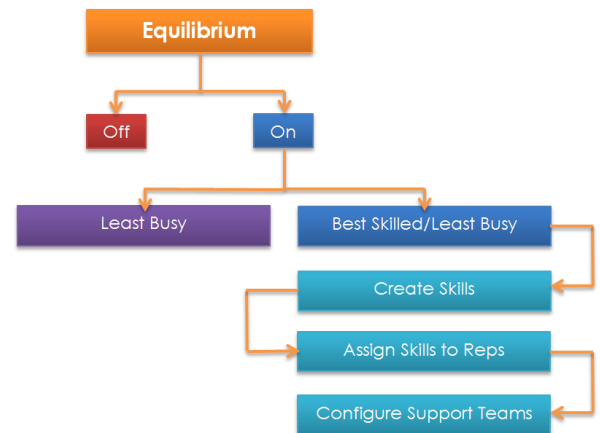 Equilibrium
Off
On
Least Busy
Best Skilled/Least Busy
Create Skills
Assign Skills to Reps
Configure Support Teams